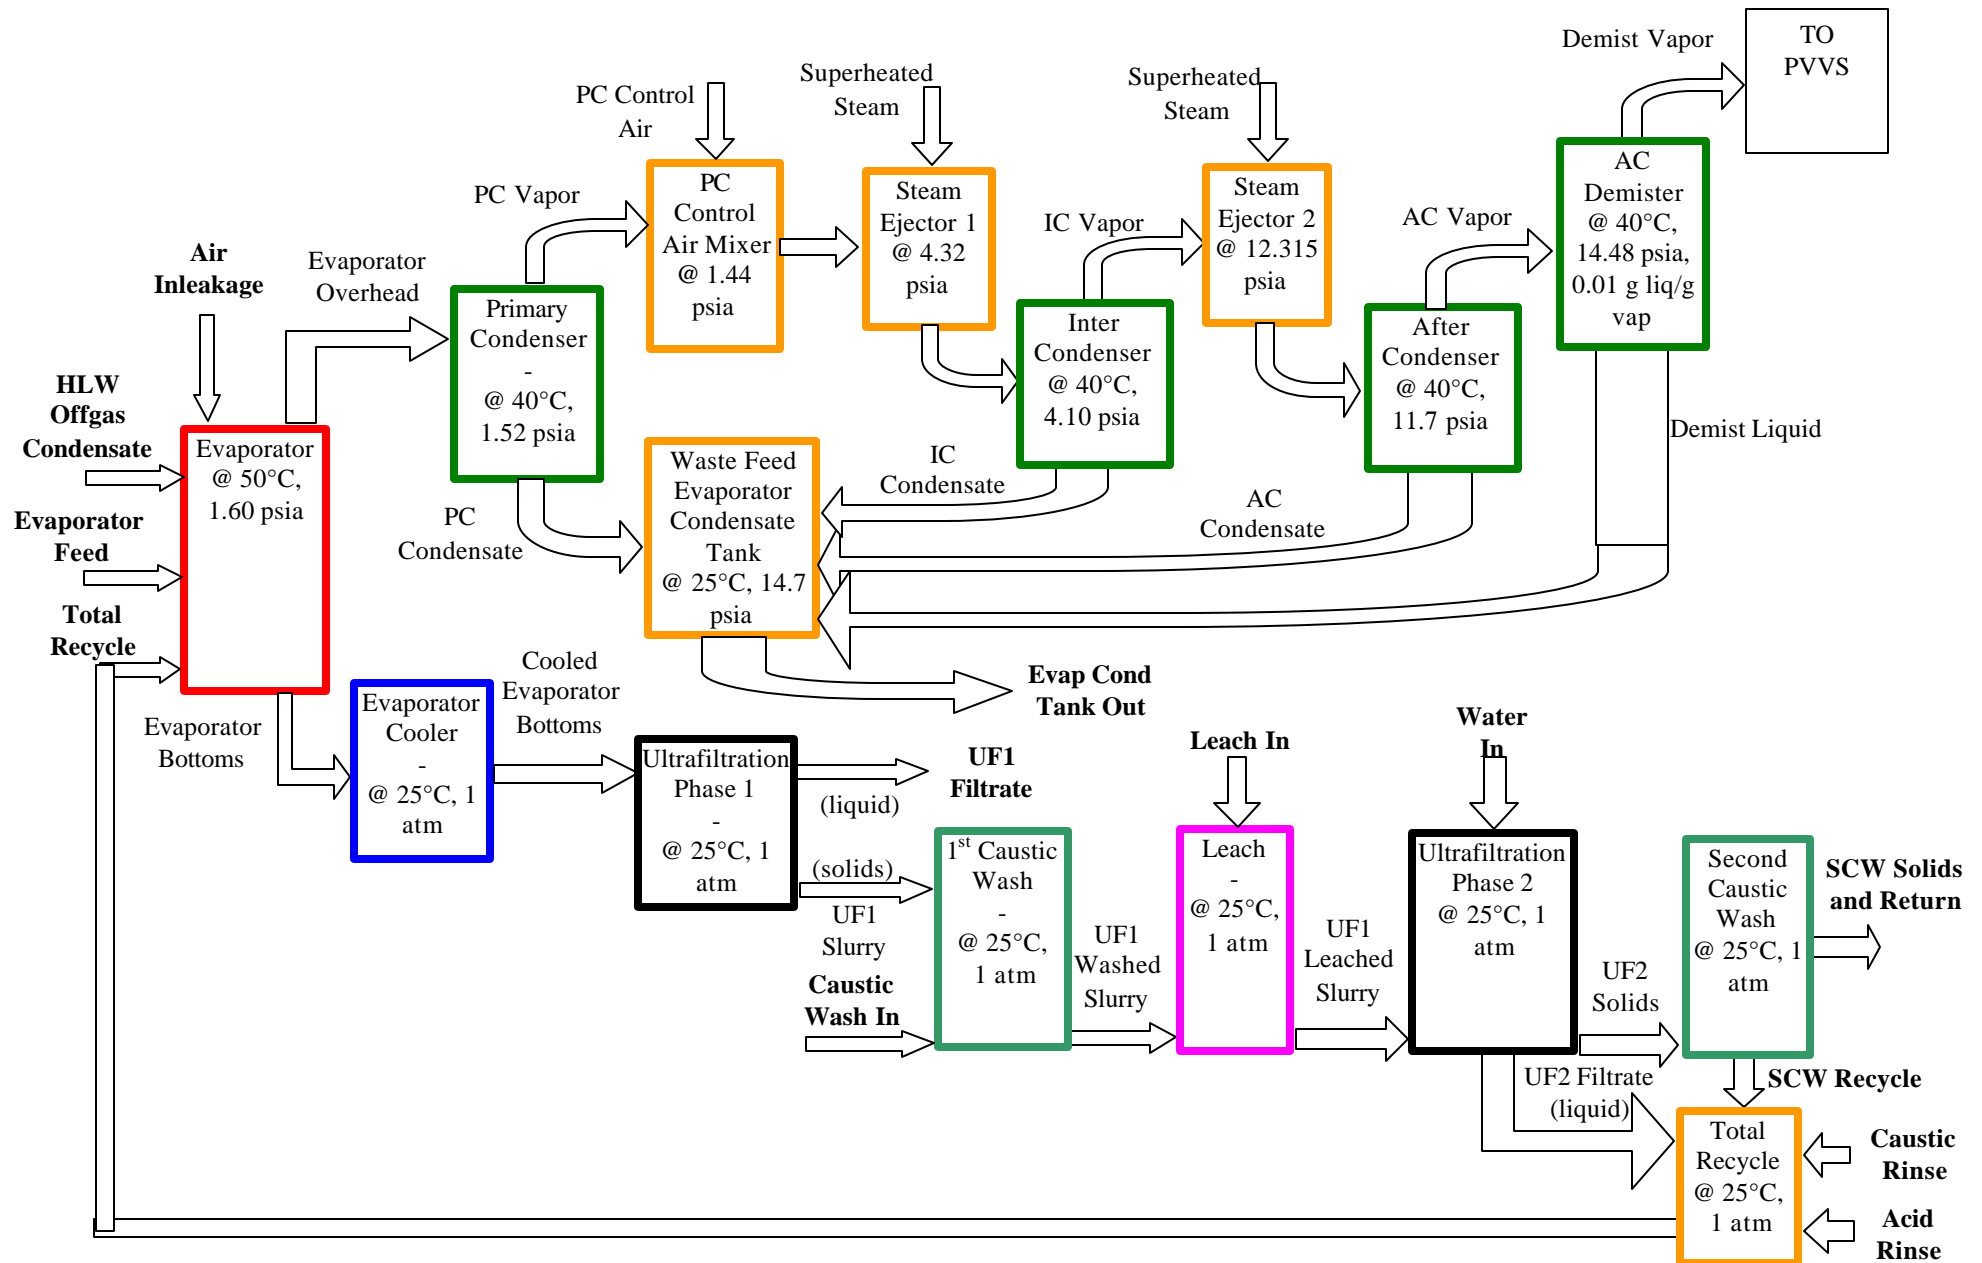 Demist Vapor
TO
PVVS
Superheated
Steam
Superheated
Steam
PC Control
Air
PC
Control
Air Mixer
@ 1.44
psia
Steam
Ejector 1
@ 4.32
psia
Steam
Ejector 2
@ 12.315
psia
AC
Demister
@ 40°C,
14.48 psia,
0.01 g liq/g
vap
PC Vapor
IC Vapor
AC Vapor
Air
Inleakage
Evaporator
Overhead
Primary
Condenser
-
@ 40°C,
1.52 psia
Inter
Condenser
@ 40°C,
4.10 psia
After
Condenser
@ 40°C,
11.7 psia
HLW
Offgas
Condensate
Evaporator
@ 50°C,
1.60 psia
Waste Feed
Evaporator
Condensate
Tank
@ 25°C, 14.7
psia
IC
Condensate
AC
Condensate
Demist Liquid
Evaporator
Feed
PC
Condensate
Total
Recycle
Evap Cond
Tank Out
Evaporator
Bottoms
Evaporator
Cooler
-
@ 25°C, 1
atm
Cooled
Evaporator
Bottoms
Ultrafiltration
Phase 1
-
@ 25°C, 1
atm
UF1
Filtrate
(liquid)
(solids)
UF1
Slurry
1st Caustic
Wash
-
@ 25°C,
1 atm
Caustic
Wash In
UF1
Washed
Slurry
Leach In
Leach
-
@ 25°C,
1 atm
UF1
Leached
Slurry
Water
In
Ultrafiltration
Phase 2
@ 25°C, 1
atm
UF2
Solids
Second
Caustic
Wash
@ 25°C, 1
atm
SCW Solids
and Return
UF2 Filtrate
(liquid)
SCW Recycle
Total
Recycle
@ 25°C,
1 atm
Caustic
Rinse
Acid
Rinse